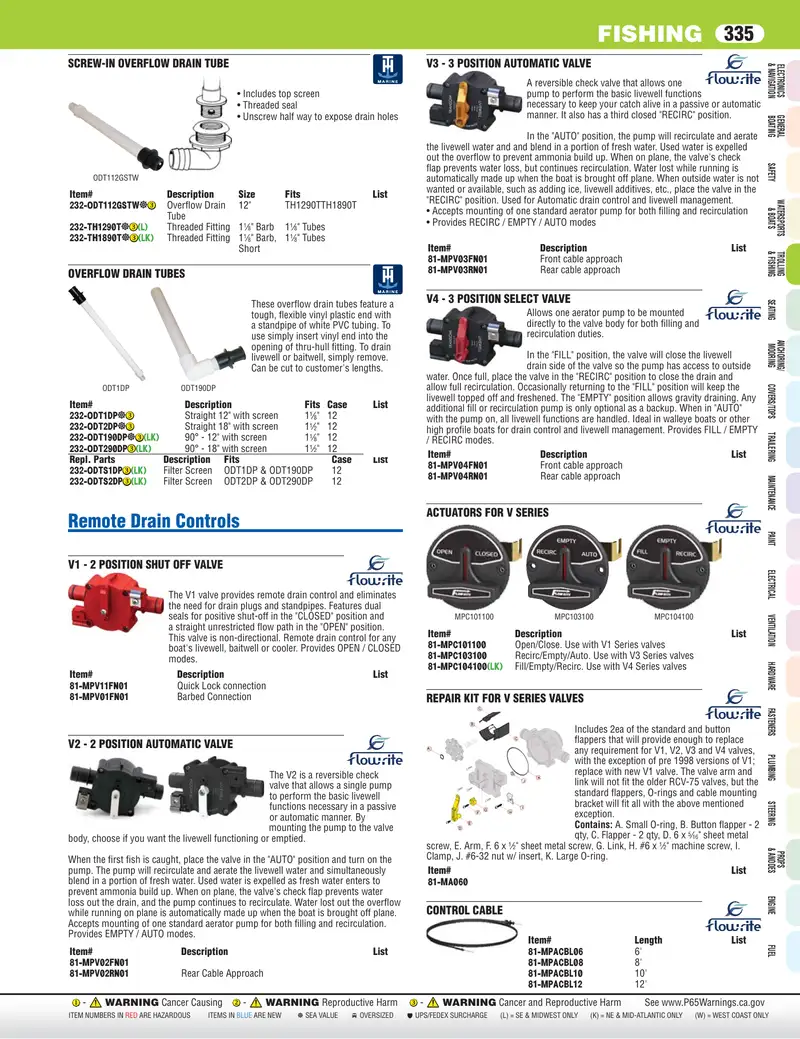 FISHING 335
SCREW-IN OVERFLOW DRAIN TUBE
MARINE
• Includes top screen
• Threaded seal
• Unscrew half way to expose drain holes
ODT112GSTW
Item# Description Size Fits List
232-ODT112GSTW 3 Overflow Drain 12" TH1290TTH1890T
Tube
232-TH1290T 3 (L) Threaded Fitting 1⅛" Barb 1⅛" Tubes
232-TH1890T 3 (LK) Threaded Fitting 1½" Barb, 1½" Tubes
Short
OVERFLOW DRAIN TUBES
MARINE
These overflow drain tubes feature a
tough, flexible vinyl plastic end with
a standpipe of white PVC tubing. To
use simply insert vinyl end into the
opening of thru-hull fitting. To drain
livewell or baitwell, simply remove.
Can be cut to customer's lengths.
ODT1DP ODT190DP
Item# Description Fits Case List
232-ODT1DP 3 Straight 12" with screen 1⅛" 12
232-ODT2DP 3 Straight 18" with screen 1½" 12
232-ODT190DP 3 (LK) 90° - 12" with screen 1⅛" 12
232-ODT290DP 3 (LK) 90° - 18" with screen 1½" 12
Repl. Parts Description Fits Case List
232-ODTS1DP 3 (LK) Filter Screen ODT1DP & ODT190DP 12
232-ODTS2DP 3 (LK) Filter Screen ODT2DP & ODT290DP 12
Remote Drain Controls
V1 - 2 POSITION SHUT OFF VALVE
flow-rite
The V1 valve provides remote drain control and eliminates
the need for drain plugs and standpipes. Features dual
seals for positive shut-off in the "CLOSED" position and
a straight unrestricted flow path in the "OPEN" position.
This valve is non-directional. Remote drain control for any
boat's livewell, baitwell or cooler. Provides OPEN / CLOSED
modes.
Item# Description List
81-MPV11FN01 Quick Lock connection
81-MPV01FN01 Barbed Connection
V2 - 2 POSITION AUTOMATIC VALVE
flow-rite
The V2 is a reversible check
valve that allows a single pump
to perform the basic livewell
functions necessary in a passive
or automatic manner. By
mounting the pump to the valve
body, choose if you want the livewell functioning or emptied.
When the first fish is caught, place the valve in the "AUTO" position and turn on the
pump. The pump will recirculate and aerate the livewell water and simultaneously
blend in a portion of fresh water. Used water is expelled as fresh water enters to
prevent ammonia build up. When on plane, the valve's check flap prevents water
loss out the drain, and the pump continues to recirculate. Water lost out the overflow
while running on plane is automatically made up when the boat is brought off plane.
Accepts mounting of one standard aerator pump for both filling and recirculation.
Provides EMPTY / AUTO modes.
Item# Description List
81-MPV02FN01
81-MPV02RN01 Rear Cable Approach
V3 - 3 POSITION AUTOMATIC VALVE
flow-rite
A reversible check valve that allows one
pump to perform the basic livewell functions
necessary to keep your catch alive in a passive or automatic
manner. It also has a third closed "RECIRC" position.
In the "AUTO" position, the pump will recirculate and aerate
the livewell water and and blend in a portion of fresh water. Used water is expelled
out the overflow to prevent ammonia build up. When on plane, the valve's check
flap prevents water loss, but continues recirculation. Water lost while running is
automatically made up when the boat is brought off plane. When outside water is not
wanted or available, such as adding ice, livewell additives, etc., place the valve in the
"RECIRC" position. Used for Automatic drain control and livewell management.
• Accepts mounting of one standard aerator pump for both filling and recirculation
• Provides RECIRC / EMPTY / AUTO modes
Item# Description List
81-MPV03FN01 Front cable approach
81-MPV03RN01 Rear cable approach
V4 - 3 POSITION SELECT VALVE
flow-rite
Allows one aerator pump to be mounted
directly to the valve body for both filling and
recirculation duties.
In the "FILL" position, the valve will close the livewell
drain side of the valve so the pump has access to outside
water. Once full, place the valve in the "RECIRC" position to close the drain and
allow full recirculation. Occasionally returning to the "FILL" position will keep the
livewell topped off and freshened. The "EMPTY" position allows gravity draining. Any
additional fill or recirculation pump is only optional as a backup. When in "AUTO"
with the pump on, all livewell functions are handled. Ideal in walleye boats or other
high profile boats for drain control and livewell management. Provides FILL / EMPTY
/ RECIRC modes.
Item# Description List
81-MPV04FN01 Front cable approach
81-MPV04RN01 Rear cable approach
ACTUATORS FOR V SERIES
flow-rite
OPEN CLOSED
EMPTY
RECIRC AUTO
EMPTY
FILL RECIRC
MPC101100 MPC103100 MPC104100
Item# Description List
81-MPC101100 Open/Close. Use with V1 Series valves
81-MPC103100 Recirc/Empty/Auto. Use with V3 Series valves
81-MPC104100(LK) Fill/Empty/Recirc. Use with V4 Series valves
REPAIR KIT FOR V SERIES VALVES
flow-rite
Includes 2ea of the standard and button
flappers that will provide enough to replace
any requirement for V1, V2, V3 and V4 valves,
with the exception of pre 1998 versions of V1;
replace with new V1 valve. The valve arm and
link will not fit the older RCV-75 valves, but the
standard flappers, O-rings and cable mounting
bracket will fit all with the above mentioned
exception.
Contains: A. Small O-ring, B. Button flapper - 2
qty, C. Flapper - 2 qty, D. 6 x 5⁄16" sheet metal
screw, E. Arm, F. 6 x ½" sheet metal screw, G. Link, H. #6 x ½" machine screw, I.
Clamp, J. #6-32 nut w/ insert, K. Large O-ring.
Item# List
81-MA060
CONTROL CABLE
flow-rite
Item# Length List
81-MPACBL06 6'
81-MPACBL08 8'
81-MPACBL10 10'
81-MPACBL12 12'
ELECTRONICS & NAVIGATION
GENERAL BOATING
SAFETY
WATERSPORTS & BOATS
TROLLING & FISHING
SEATING
ANCHORING/ MOORING
COVERS/TOPS
TRAILERING
MAINTENANCE
PAINT
ELECTRICAL
VENTILATION
HARDWARE
FASTENERS
PLUMBING
STEERING
PROPS & ANODES
ENGINE
FUEL
1 - WARNING Cancer Causing 2 - WARNING Reproductive Harm 3 - WARNING Cancer and Reproductive Harm See www.P65Warnings.ca.gov
ITEM NUMBERS IN RED ARE HAZARDOUS ITEMS IN BLUE ARE NEW SEA VALUE OVERSIZED UPS/FEDEX SURCHARGE (L) = SE & MIDWEST ONLY (K) = NE & MID-ATLANTIC ONLY (W) = WEST COAST ONLY